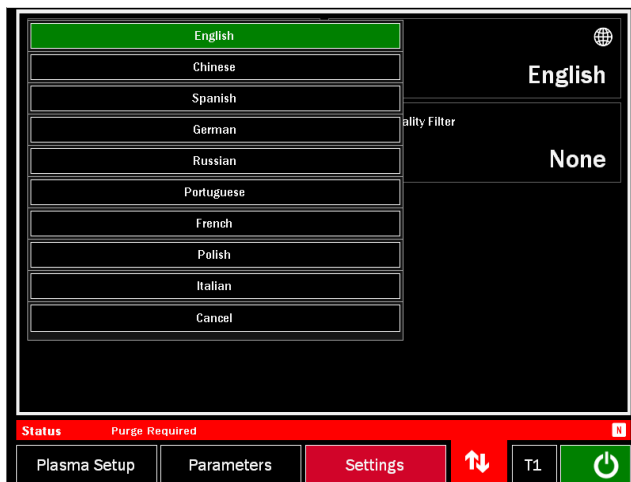 English
Chinese
Spanish
German
Russian
Portuguese
French
Polish
Italian
Cancel
English
ality Filter
None
Status Purge Required N
Plasma Setup Parameters Settings T1